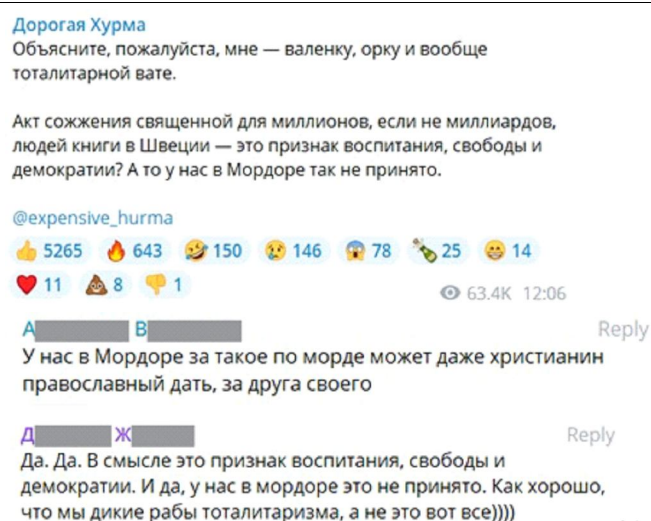 Дорогая Хурма
Объясните, пожалуйста, мне — валенку, орку и вообще
тоталитарной вате.
Акт сожжения священной для миллионов, если не миллиардов,
людей книги в Швеции — это признак воспитания, свободы и
демократии? А то у нас в Мордоре так не принято.
@expensive_hurma
👍 5265 🔥 643 🤣 150 😢 146 😱 78 🍾 25 😁 14
❤ 11 💩 8 👎 1
63.4K 12:06
А В Reply
У нас в Мордоре за такое по морде может даже христианин
православный дать, за друга своего
Д Ж Reply
Да. Да. В смысле это признак воспитания, свободы и
демократии. И да, у нас в мордоре это не принято. Как хорошо,
что мы дикие рабы тоталитаризма, а не это вот все))))